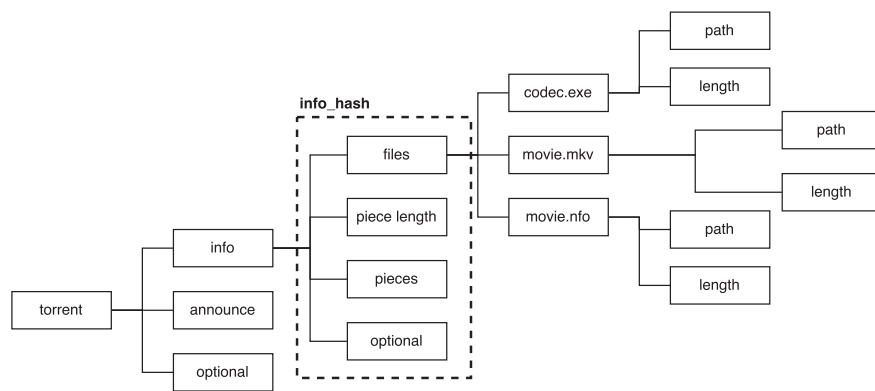 path
codec.exe
length
info_hash
files
movie.mkv
path
length
piece length
movie.nfo
path
info
pieces
length
torrent
announce
optional
optional